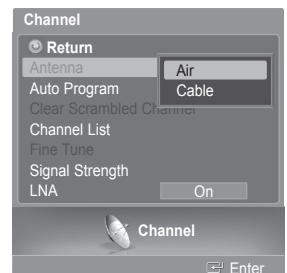 Channel
Return
Antenna
Air
Auto Program
Cable
Clear Scrambled Channel
Channel List
Fine Tune
Signal Strength
LNA
On
Channel
Enter